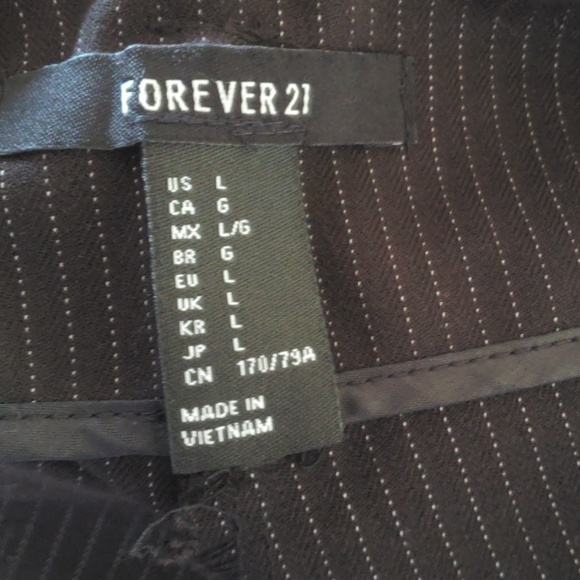 FOREVER 21
US L
CA G
MX L/G
BR G
EU L
UK L
KR L
JP L
CN 170/79A
MADE IN
VIETNAM